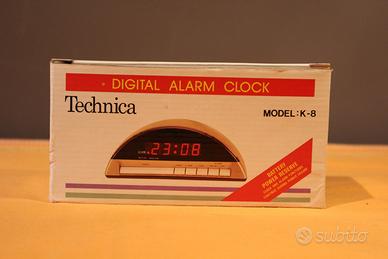 • DIGITAL ALARM CLOCK
Technica
MODEL: K-8
23:08
BATTERY
POWER RESERVE
subito